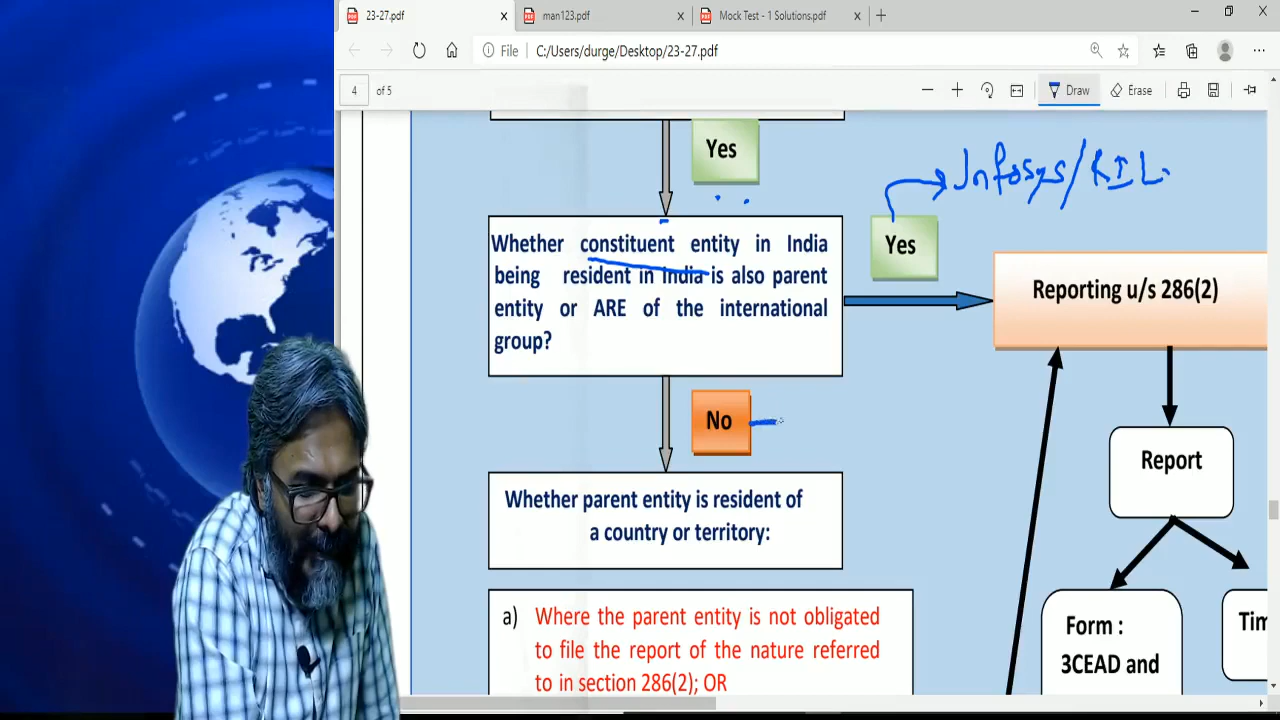 23-27.pdf
man123.pdf
Mock Test - 1 Solutions.pdf
File
C:/Users/durge/Desktop/23-27.pdf
4 of 5
Draw
Erase
Yes
Infosys/RIL.
Whether constituent entity in India
being resident in India is also parent
entity or ARE of the international
group?
Yes
Reporting u/s 286(2)
No
Report
Whether parent entity is resident of
a country or territory:
a) Where the parent entity is not obligated
to file the report of the nature referred
to in section 286(2); OR
Form :
3CEAD and
Tim